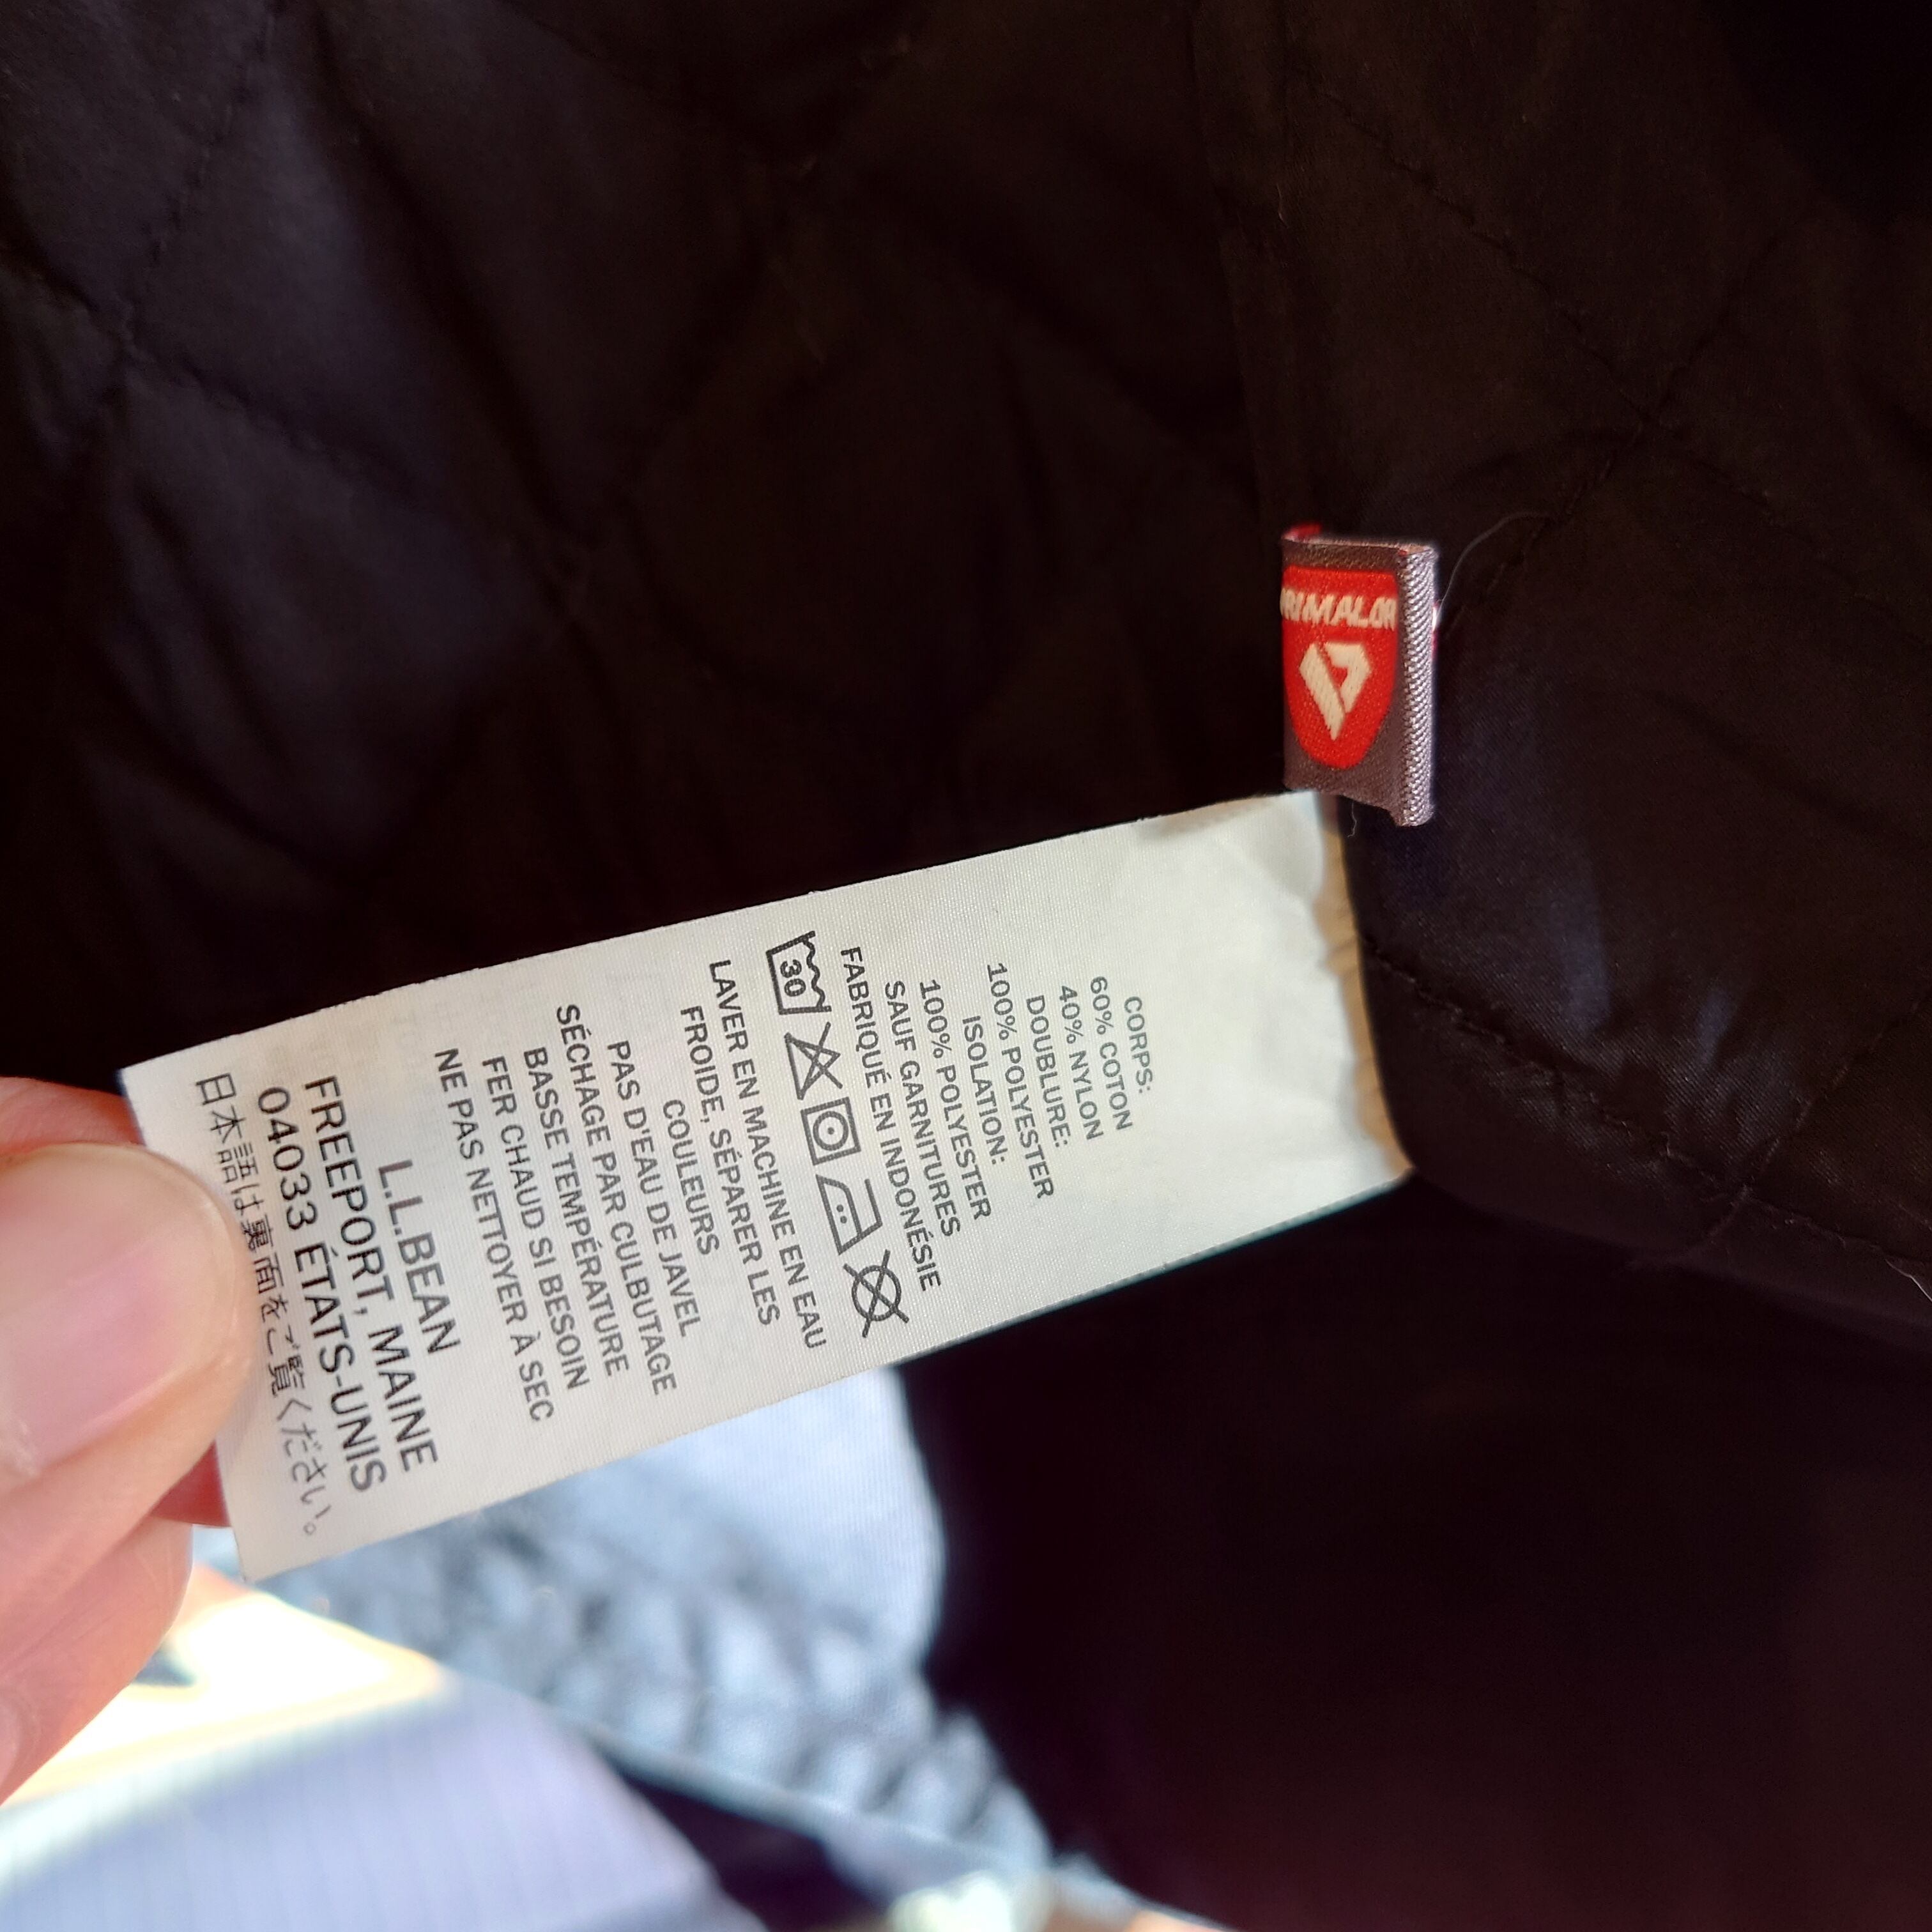 RIMALOR
CORPS:
60% COTON
40% NYLON
DOUBLURE:
100% POLYESTER
ISOLATION:
100% POLYESTER
SAUF GARNITURES
FABRIQUÉ EN INDONÉSIE
30
LAVER EN MACHINE EN EAU
FROIDE, SÉPARER LES
COULEURS
PAS D'EAU DE JAVEL
SÉCHAGE PAR CULBUTAGE
BASSE TEMPÉRATURE
FER CHAUD SI BESOIN
NE PAS NETTOYER À SEC
L.L.BEAN
FREEPORT, MAINE
04033 ÉTATS-UNIS
日本語は裏面をご覧ください。